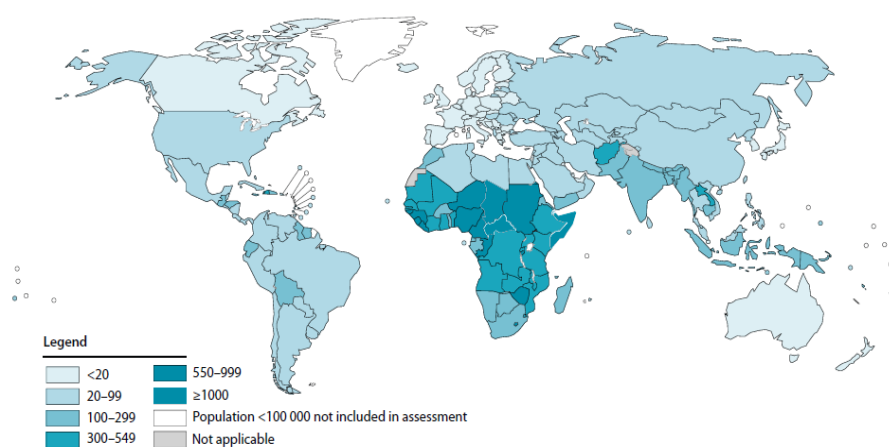 Legend
<20
20–99
100–299
300–549
550–999
≥1000
Population <100 000 not included in assessment
Not applicable